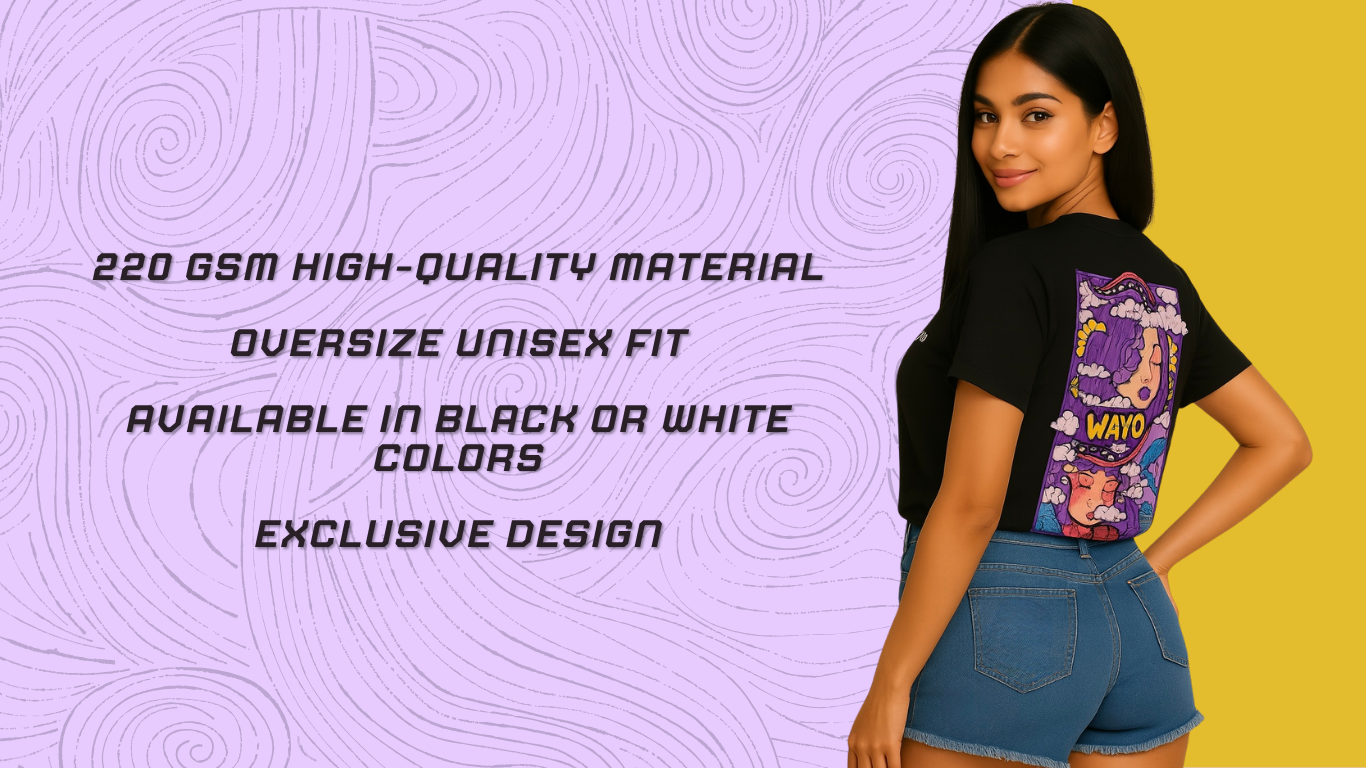 220 GSM HIGH-QUALITY MATERIAL
OVERSIZE UNISEX FIT
AVAILABLE IN BLACK OR WHITE
COLORS
EXCLUSIVE DESIGN
WAYO